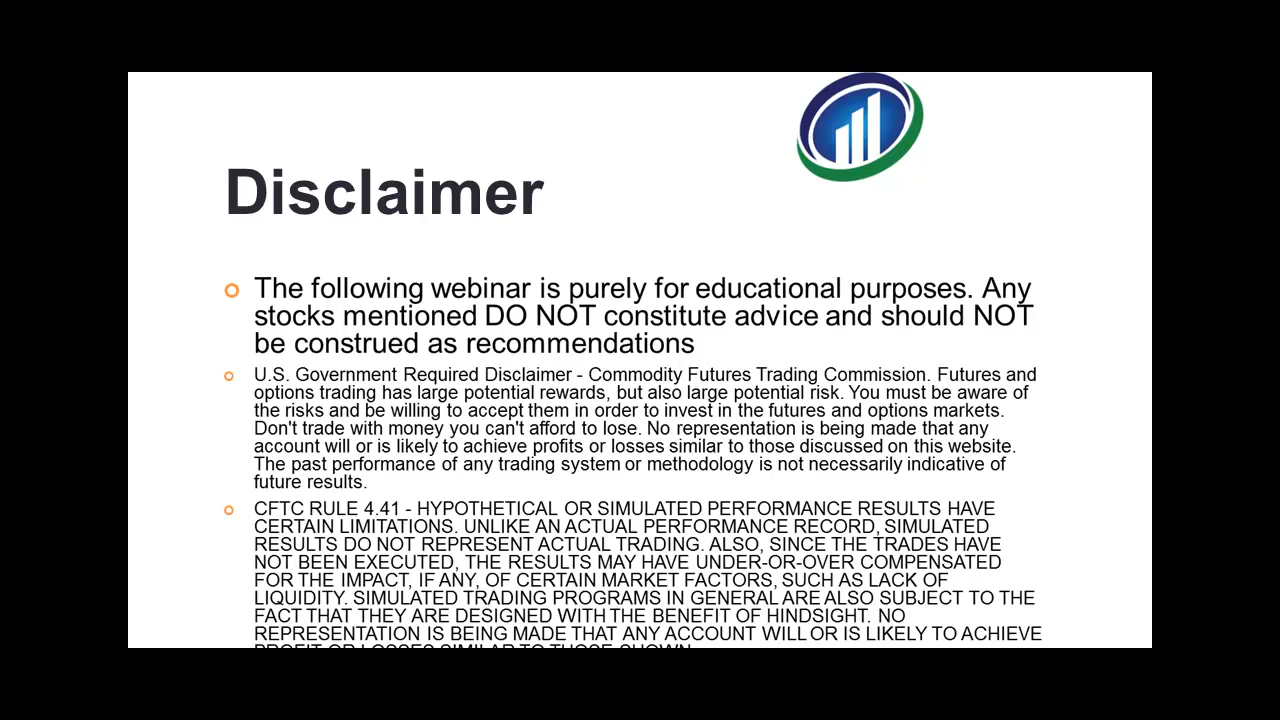 Disclaimer
The following webinar is purely for educational purposes. Any
stocks mentioned DO NOT constitute advice and should NOT
be construed as recommendations
U.S. Government Required Disclaimer - Commodity Futures Trading Commission. Futures and
options trading has large potential rewards, but also large potential risk. You must be aware of
the risks and be willing to accept them in order to invest in the futures and options markets.
Don't trade with money you can't afford to lose. No representation is being made that any
account will or is likely to achieve profits or losses similar to those discussed on this website.
The past performance of any trading system or methodology is not necessarily indicative of
future results.
CFTC RULE 4.41 - HYPOTHETICAL OR SIMULATED PERFORMANCE RESULTS HAVE
CERTAIN LIMITATIONS. UNLIKE AN ACTUAL PERFORMANCE RECORD, SIMULATED
RESULTS DO NOT REPRESENT ACTUAL TRADING. ALSO, SINCE THE TRADES HAVE
NOT BEEN EXECUTED, THE RESULTS MAY HAVE UNDER-OR-OVER COMPENSATED
FOR THE IMPACT, IF ANY, OF CERTAIN MARKET FACTORS, SUCH AS LACK OF
LIQUIDITY. SIMULATED TRADING PROGRAMS IN GENERAL ARE ALSO SUBJECT TO THE
FACT THAT THEY ARE DESIGNED WITH THE BENEFIT OF HINDSIGHT. NO
REPRESENTATION IS BEING MADE THAT ANY ACCOUNT WILL OR IS LIKELY TO ACHIEVE
PROFIT OR LOSSES SIMILAR TO THOSE SHOWN